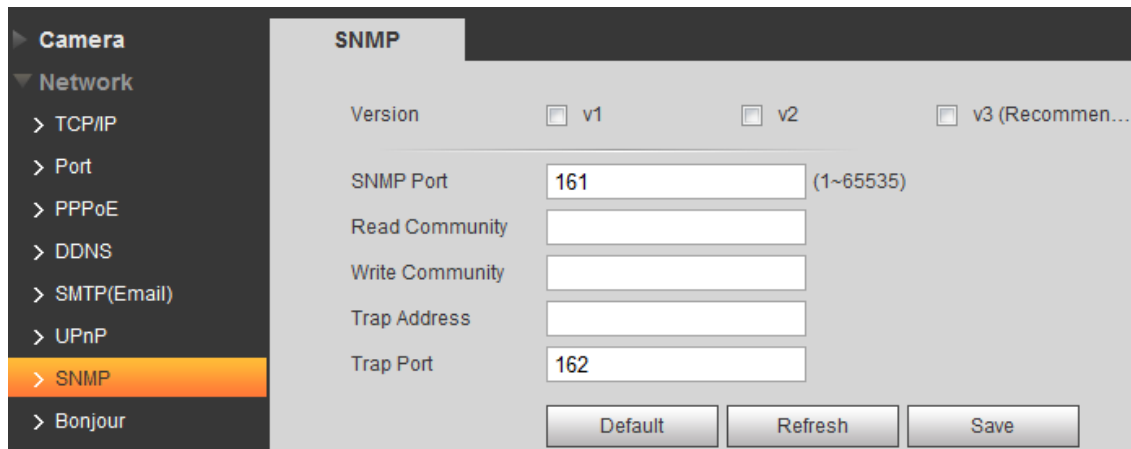 Camera
Network
TCP/IP
Port
PPPoE
DDNS
SMTP(Email)
UPnP
SNMP
Bonjour
SNMP
Version v1 v2 v3 (Recommen...
SNMP Port 161 (1~65535)
Read Community
Write Community
Trap Address
Trap Port 162
Default Refresh Save